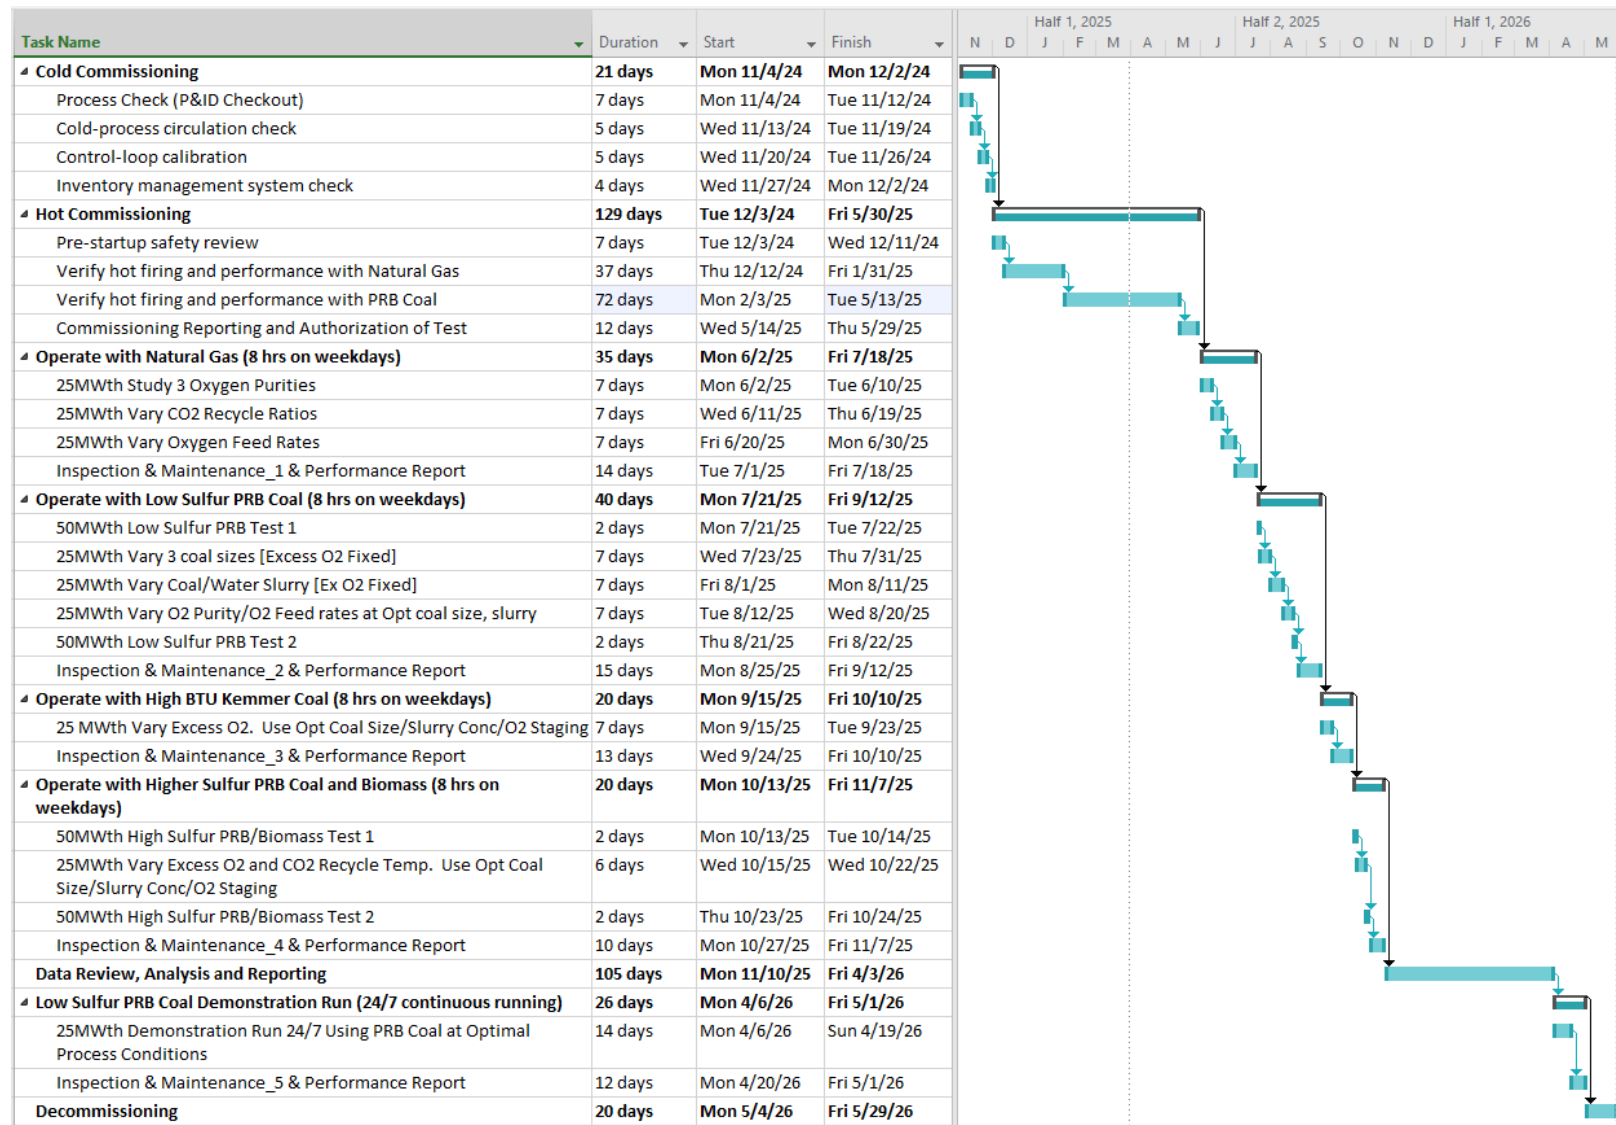 Half 1, 2025 Half 2, 2025 Half 1, 2026
Task Name Duration Start Finish N D J F M A M J J A S O N D J F M A M
Cold Commissioning 21 days Mon 11/4/24 Mon 12/2/24
Process Check (P&ID Checkout) 7 days Mon 11/4/24 Tue 11/12/24
Cold-process circulation check 5 days Wed 11/13/24 Tue 11/19/24
Control-loop calibration 5 days Wed 11/20/24 Tue 11/26/24
Inventory management system check 4 days Wed 11/27/24 Mon 12/2/24
Hot Commissioning 129 days Tue 12/3/24 Fri 5/30/25
Pre-startup safety review 7 days Tue 12/3/24 Wed 12/11/24
Verify hot firing and performance with Natural Gas 37 days Thu 12/12/24 Fri 1/31/25
Verify hot firing and performance with PRB Coal 72 days Mon 2/3/25 Tue 5/13/25
Commissioning Reporting and Authorization of Test 12 days Wed 5/14/25 Thu 5/29/25
Operate with Natural Gas (8 hrs on weekdays) 35 days Mon 6/2/25 Fri 7/18/25
25MWth Study 3 Oxygen Purities 7 days Mon 6/2/25 Tue 6/10/25
25MWth Vary CO2 Recycle Ratios 7 days Wed 6/11/25 Thu 6/19/25
25MWth Vary Oxygen Feed Rates 7 days Fri 6/20/25 Mon 6/30/25
Inspection & Maintenance_1 & Performance Report 14 days Tue 7/1/25 Fri 7/18/25
Operate with Low Sulfur PRB Coal (8 hrs on weekdays) 40 days Mon 7/21/25 Fri 9/12/25
50MWth Low Sulfur PRB Test 1 2 days Mon 7/21/25 Tue 7/22/25
25MWth Vary 3 coal sizes [Excess O2 Fixed] 7 days Wed 7/23/25 Thu 7/31/25
25MWth Vary Coal/Water Slurry [Ex O2 Fixed] 7 days Fri 8/1/25 Mon 8/11/25
25MWth Vary O2 Purity/O2 Feed rates at Opt coal size, slurry 7 days Tue 8/12/25 Wed 8/20/25
50MWth Low Sulfur PRB Test 2 2 days Thu 8/21/25 Fri 8/22/25
Inspection & Maintenance_2 & Performance Report 15 days Mon 8/25/25 Fri 9/12/25
Operate with High BTU Kemmer Coal (8 hrs on weekdays) 20 days Mon 9/15/25 Fri 10/10/25
25 MWth Vary Excess O2. Use Opt Coal Size/Slurry Conc/O2 Staging 7 days Mon 9/15/25 Tue 9/23/25
Inspection & Maintenance_3 & Performance Report 13 days Wed 9/24/25 Fri 10/10/25
Operate with Higher Sulfur PRB Coal and Biomass (8 hrs on 20 days Mon 10/13/25 Fri 11/7/25
weekdays)
50MWth High Sulfur PRB/Biomass Test 1 2 days Mon 10/13/25 Tue 10/14/25
25MWth Vary Excess O2 and CO2 Recycle Temp. Use Opt Coal 6 days Wed 10/15/25 Wed 10/22/25
Size/Slurry Conc/O2 Staging
50MWth High Sulfur PRB/Biomass Test 2 2 days Thu 10/23/25 Fri 10/24/25
Inspection & Maintenance_4 & Performance Report 10 days Mon 10/27/25 Fri 11/7/25
Data Review, Analysis and Reporting 105 days Mon 11/10/25 Fri 4/3/26
Low Sulfur PRB Coal Demonstration Run (24/7 continuous running) 26 days Mon 4/6/26 Fri 5/1/26
25MWth Demonstration Run 24/7 Using PRB Coal at Optimal 14 days Mon 4/6/26 Sun 4/19/26
Process Conditions
Inspection & Maintenance_5 & Performance Report 12 days Mon 4/20/26 Fri 5/1/26
Decommissioning 20 days Mon 5/4/26 Fri 5/29/26